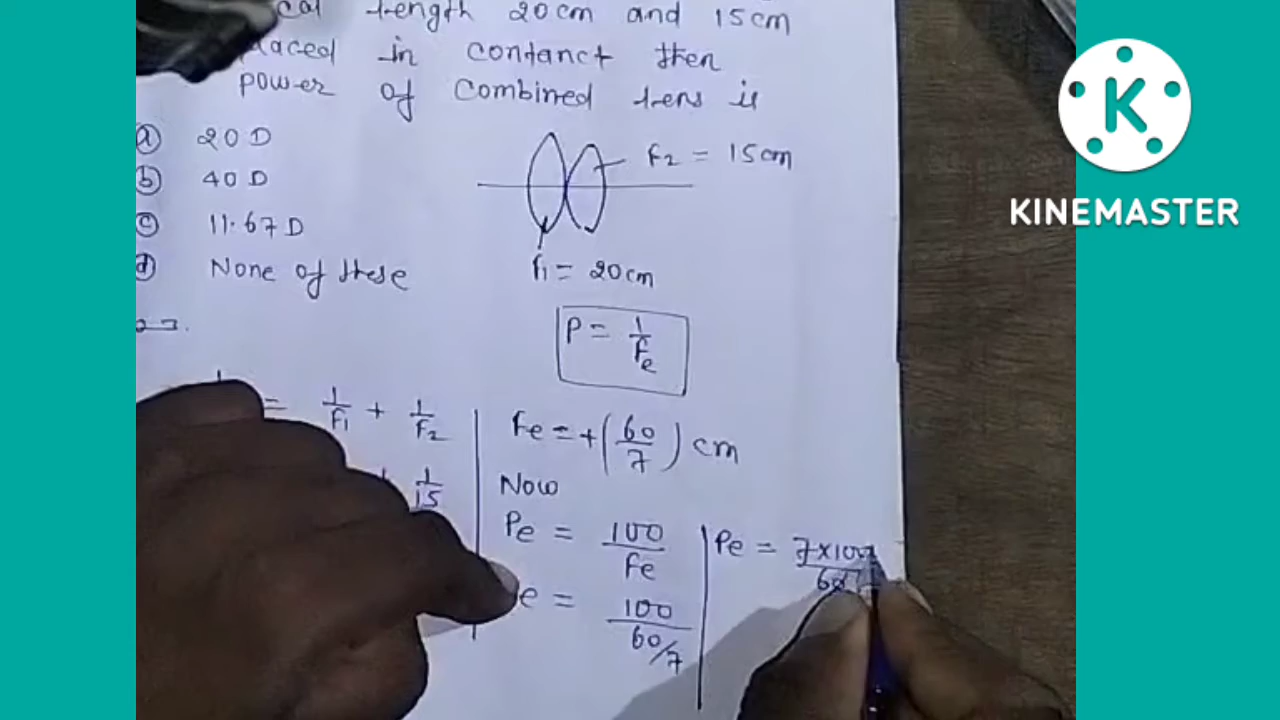 length 20cm and 15cm
in contanct then
power of combined lens is
(a) 20 D
(b) 40 D
(c) 11.67 D
(d) None of these
F2 = 15cm
f1 = 20cm
P = 1/Fe
= 1/F1 + 1/F2
1/15
Fe = +(60/7) cm
Now
Pe = 100/Fe
e = 100/60/7
Pe = 7×100/60
K
KINEMASTER